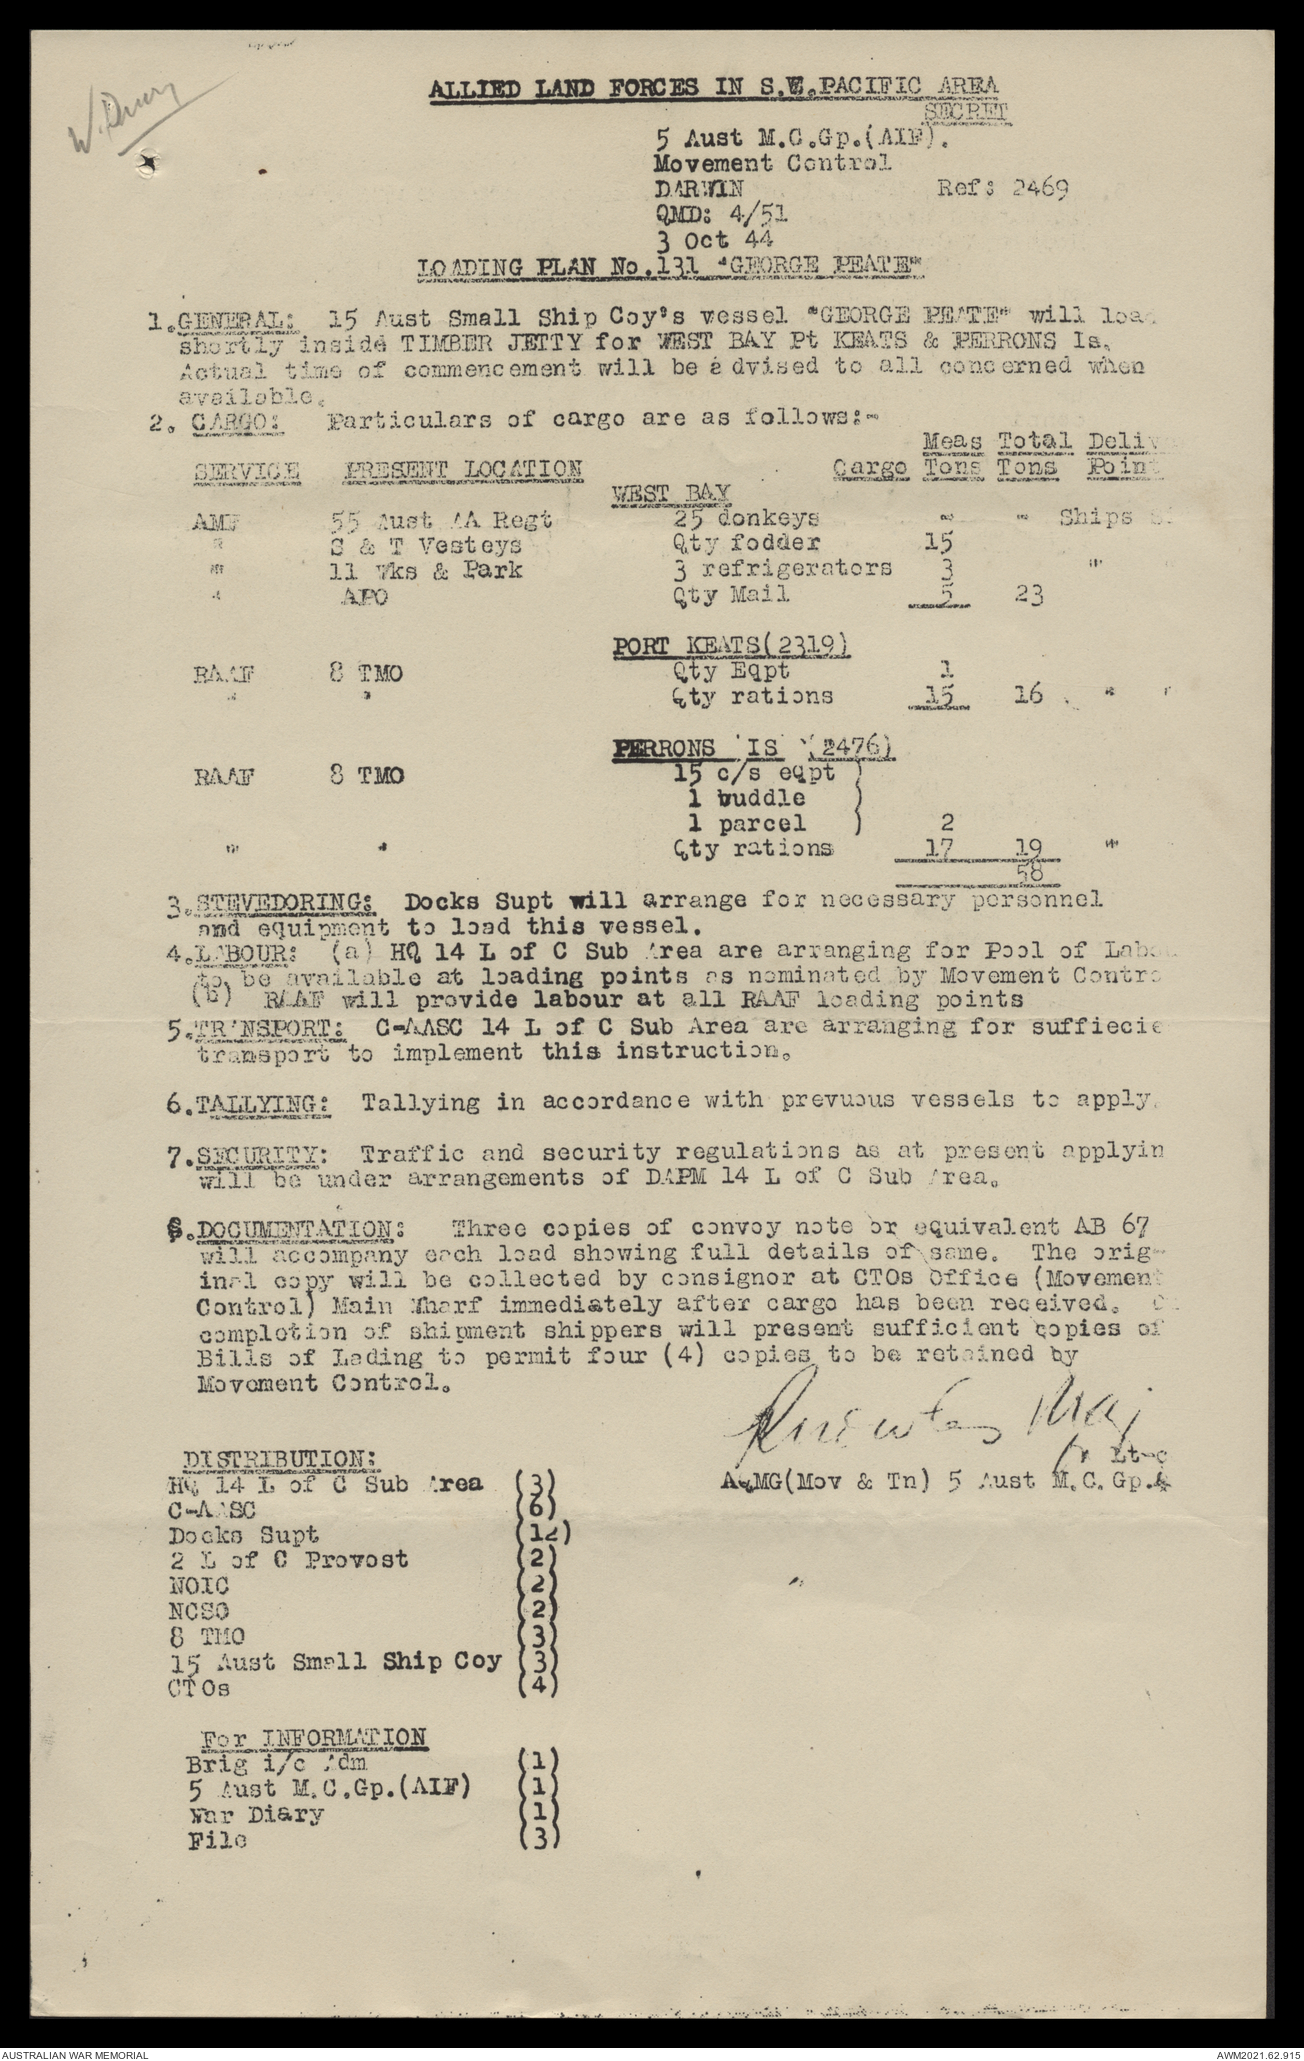 W. Drury
ALLIED LAND FORCES IN S.W.PACIFIC AREA
SECRET
5 Aust M.C.Gp.(AIF).
Movement Control
DARWIN Ref: 2469
QMD: 4/51
3 Oct 44
LOADING PLAN No.131 "GEORGE PEATE"
1.GENERAL: 15 Aust Small Ship Coy's vessel "GEORGE PEATE" will load
shortly inside TIMBER JETTY for WEST BAY Pt KEATS & PERRONS Is.
Actual time of commencement will be advised to all concerned when
available.
2. CARGO: Particulars of cargo are as follows:-
Meas Total Deliv
SERVICE PRESENT LOCATION Cargo Tons Tons Point
WEST BAY
AMF 55 Aust AA Regt 25 donkeys - - Ships
" S & T Vesteys Qty fodder 15
" 11 Wks & Park 3 refrigerators 3 "
" APO Qty Mail 5 23
PORT KEATS(2319)
RAAF 8 TMO Qty Eqpt 1
" " Qty rations 15 16 " "
PERRONS IS (2476)
RAAF 8 TMO 15 c/s eqpt )
1 buddle )
1 parcel ) 2
" " Qty rations 17 19 "
58
3.STEVEDORING: Docks Supt will arrange for necessary personnel
and equipment to load this vessel.
4.LABOUR: (a) HQ 14 L of C Sub Area are arranging for Pool of Labou
to be available at loading points as nominated by Movement Contro
(b) RAAF will provide labour at all RAAF loading points
5.TRANSPORT: C-AASC 14 L of C Sub Area are arranging for suffiecie
transport to implement this instruction.
6.TALLYING: Tallying in accordance with prevuous vessels to apply.
7.SECURITY: Traffic and security regulations as at present applyin
will be under arrangements of DAPM 14 L of C Sub Area.
8.DOCUMENTATION: Three copies of convoy note or equivalent AB 67
will accompany each load showing full details of same. The orig-
inal copy will be collected by consignor at CTOs Office (Movement
Control) Main Wharf immediately after cargo has been received. On
completion of shipment shippers will present sufficient copies of
Bills of Lading to permit four (4) copies to be retained by
Movement Control.
Maj
for Lt-c
AQMG(Mov & Tn) 5 Aust M.C.Gp.
DISTRIBUTION:
HQ 14 L of C Sub Area (3)
C-AASC (6)
Docks Supt (12)
2 L of C Provost (2)
NOIC (2)
NCSO (2)
8 TMO (3)
15 Aust Small Ship Coy (3)
CTOs (4)
For INFORMATION
Brig i/c Adm (1)
5 Aust M.C.Gp.(AIF) (1)
War Diary (1)
File (3)
AUSTRALIAN WAR MEMORIAL AWM2021.62.915